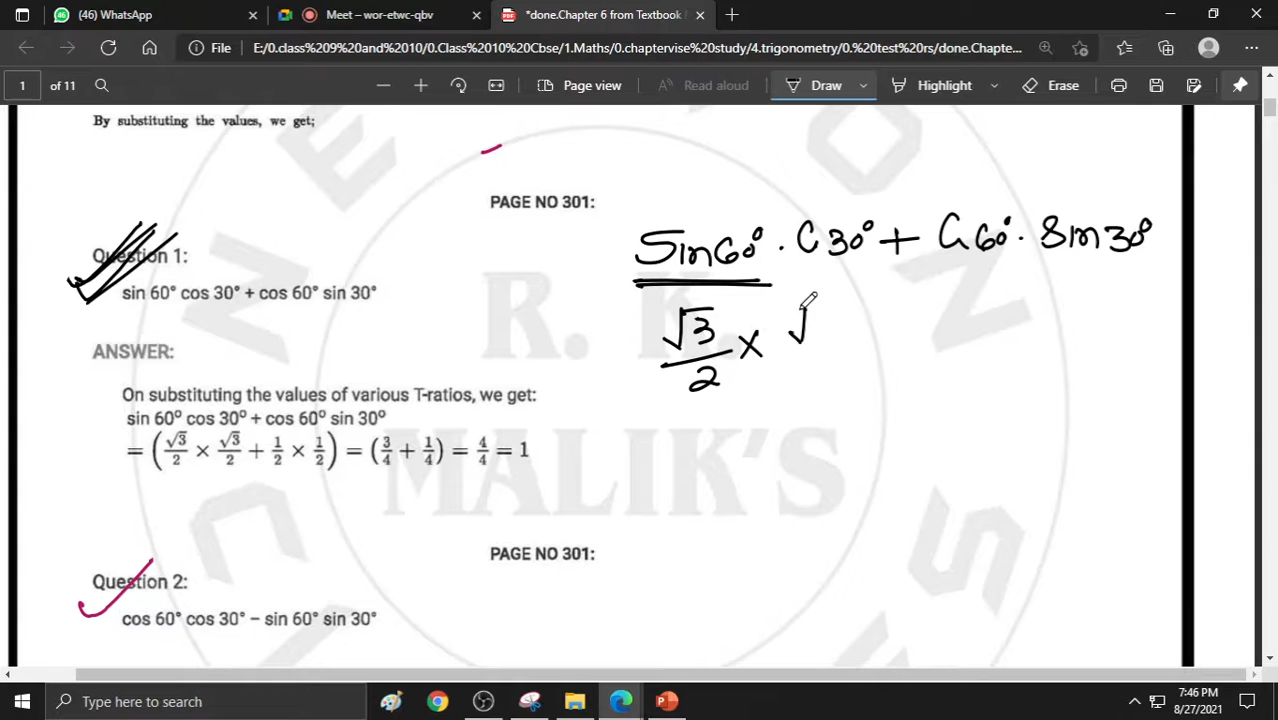 (46) WhatsApp
Meet – wor-etwc-qbv
*done.Chapter 6 from Textbook
File
E:/0.class%209%20and%2010/0.Class%2010%20Cbse/1.Maths/0.chaptervise%20study/4.trigonometry/0.%20test%20rs/done.Chapte...
1 of 11
Page view
Read aloud
Draw
Highlight
Erase
By substituting the values, we get;
PAGE NO 301:
Question 1:
sin 60° cos 30° + cos 60° sin 30°
Sin60° · C30° + C60° · Sin30°
√3/2 × √
ANSWER:
On substituting the values of various T-ratios, we get:
sin 60° cos 30° + cos 60° sin 30°
= (√3/2 × √3/2 + 1/2 × 1/2) = (3/4 + 1/4) = 4/4 = 1
R. K.
MALIK'S
PAGE NO 301:
Question 2:
cos 60° cos 30° – sin 60° sin 30°
Type here to search
7:46 PM
8/27/2021